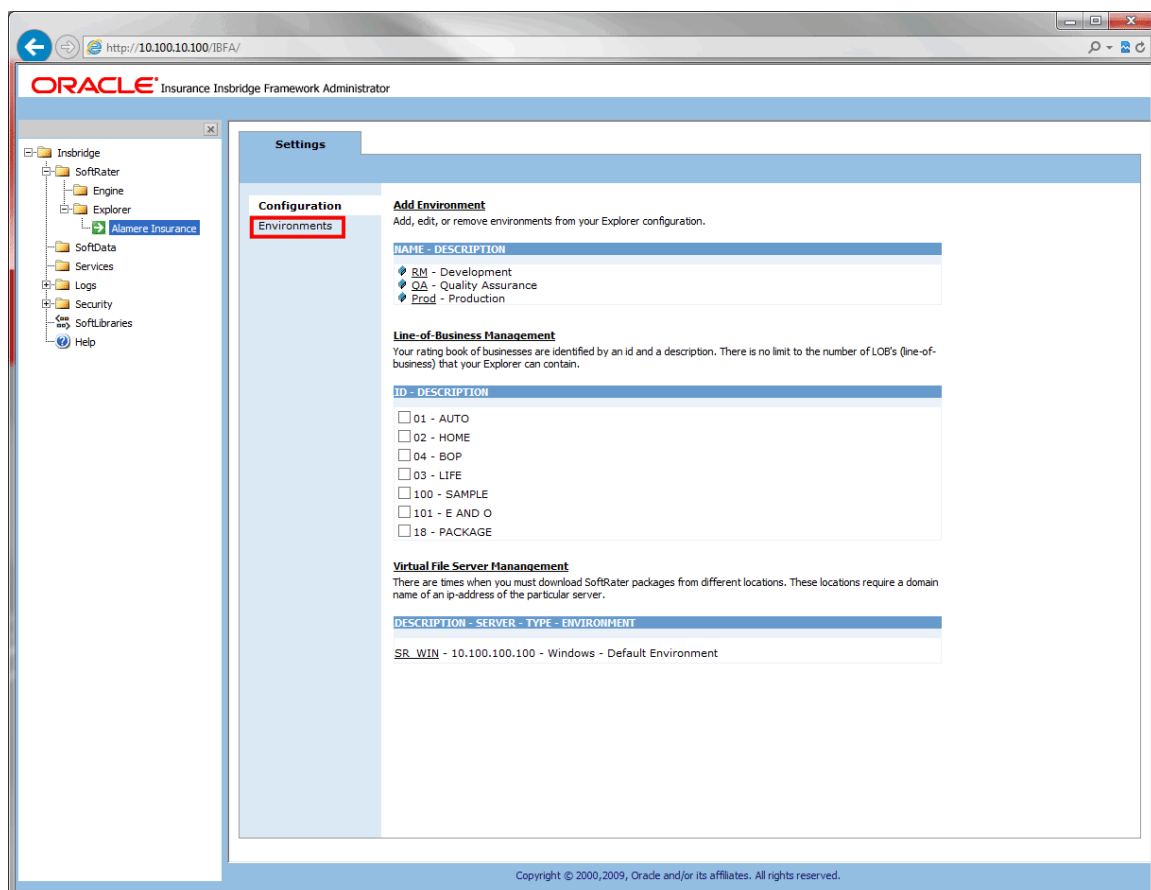 http://10.100.10.100/IBFA/
ORACLE Insurance Insbridge Framework Administrator
Insbridge
SoftRater
Engine
Explorer
Alamere Insurance
SoftData
Services
Logs
Security
SoftLibraries
Help
Settings
Configuration
Environments
Add Environment
Add, edit, or remove environments from your Explorer configuration.
NAME - DESCRIPTION
RM - Development
QA - Quality Assurance
Prod - Production
Line-of-Business Management
Your rating book of businesses are identified by an id and a description. There is no limit to the number of LOB's (line-of-
business) that your Explorer can contain.
ID - DESCRIPTION
01 - AUTO
02 - HOME
04 - BOP
03 - LIFE
100 - SAMPLE
101 - E AND O
18 - PACKAGE
Virtual File Server Manangement
There are times when you must download SoftRater packages from different locations. These locations require a domain
name of an ip-address of the particular server.
DESCRIPTION - SERVER - TYPE - ENVIRONMENT
SR_WIN - 10.100.100.100 - Windows - Default Environment
Copyright © 2000,2009, Oracle and/or its affiliates. All rights reserved.